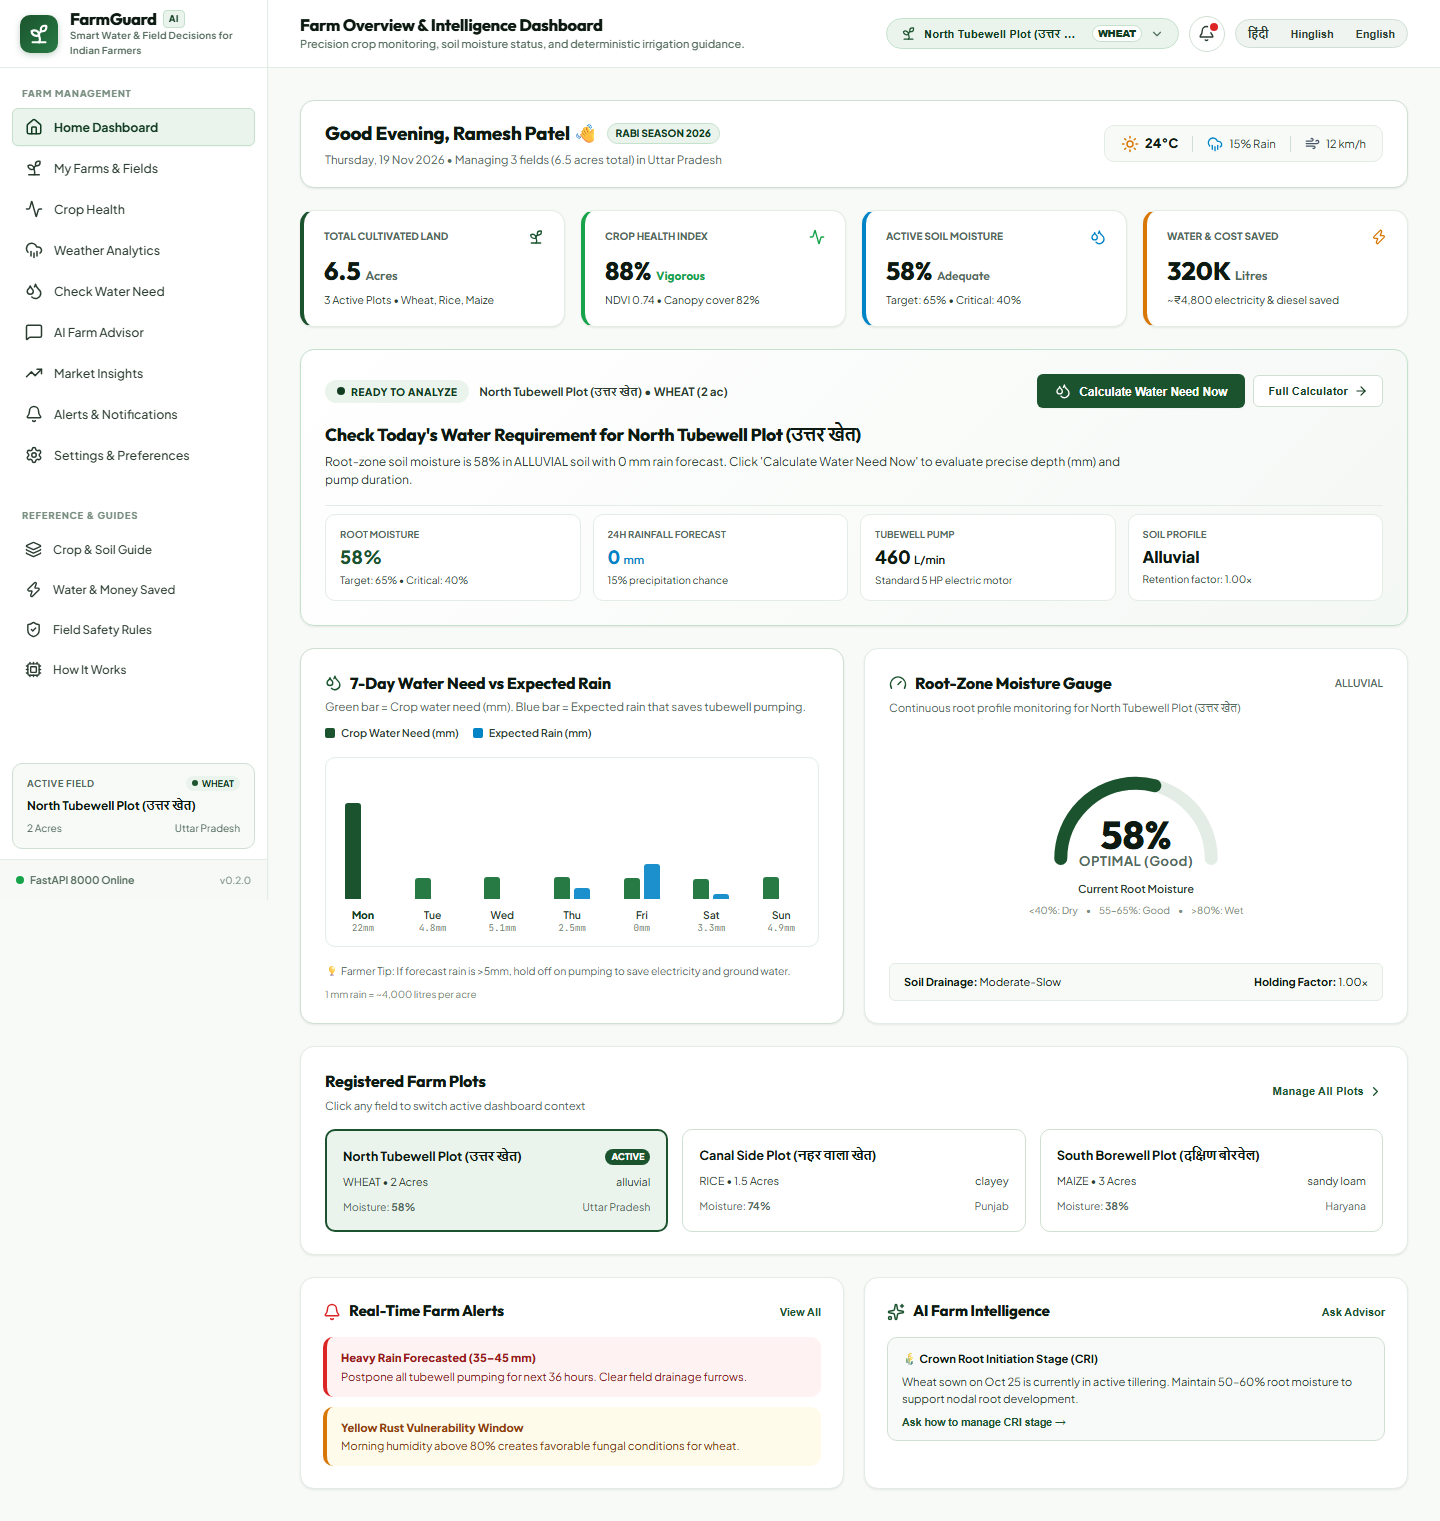 FarmGuard AI
Smart Water & Field Decisions for
Indian Farmers
FARM MANAGEMENT
Home Dashboard
My Farms & Fields
Crop Health
Weather Analytics
Check Water Need
AI Farm Advisor
Market Insights
Alerts & Notifications
Settings & Preferences
REFERENCE & GUIDES
Crop & Soil Guide
Water & Money Saved
Field Safety Rules
How It Works
ACTIVE FIELD WHEAT
North Tubewell Plot (उत्तर खेत)
2 Acres Uttar Pradesh
FastAPI 8000 Online v0.2.0
Farm Overview & Intelligence Dashboard
Precision crop monitoring, soil moisture status, and deterministic irrigation guidance.
North Tubewell Plot (उत्तर ... WHEAT
हिंदी Hinglish English
Good Evening, Ramesh Patel 👋 RABI SEASON 2026
Thursday, 19 Nov 2026 • Managing 3 fields (6.5 acres total) in Uttar Pradesh
24°C 15% Rain 12 km/h
TOTAL CULTIVATED LAND
6.5 Acres
3 Active Plots • Wheat, Rice, Maize
CROP HEALTH INDEX
88% Vigorous
NDVI 0.74 • Canopy cover 82%
ACTIVE SOIL MOISTURE
58% Adequate
Target: 65% • Critical: 40%
WATER & COST SAVED
320K Litres
~₹4,800 electricity & diesel saved
READY TO ANALYZE North Tubewell Plot (उत्तर खेत) • WHEAT (2 ac)
Calculate Water Need Now Full Calculator →
Check Today's Water Requirement for North Tubewell Plot (उत्तर खेत)
Root-zone soil moisture is 58% in ALLUVIAL soil with 0 mm rain forecast. Click 'Calculate Water Need Now' to evaluate precise depth (mm) and
pump duration.
ROOT MOISTURE
58%
Target: 65% • Critical: 40%
24H RAINFALL FORECAST
0 mm
15% precipitation chance
TUBEWELL PUMP
460 L/min
Standard 5 HP electric motor
SOIL PROFILE
Alluvial
Retention factor: 1.00x
7-Day Water Need vs Expected Rain
Green bar = Crop water need (mm). Blue bar = Expected rain that saves tubewell pumping.
Crop Water Need (mm) Expected Rain (mm)
Mon Tue Wed Thu Fri Sat Sun
22mm 4.8mm 5.1mm 2.5mm 0mm 3.3mm 4.9mm
💡 Farmer Tip: If forecast rain is >5mm, hold off on pumping to save electricity and ground water.
1 mm rain = ~4,000 litres per acre
Root-Zone Moisture Gauge ALLUVIAL
Continuous root profile monitoring for North Tubewell Plot (उत्तर खेत)
58%
OPTIMAL (Good)
Current Root Moisture
<40%: Dry • 55–65%: Good • >80%: Wet
Soil Drainage: Moderate-Slow Holding Factor: 1.00x
Registered Farm Plots
Click any field to switch active dashboard context
Manage All Plots
North Tubewell Plot (उत्तर खेत) ACTIVE
WHEAT • 2 Acres alluvial
Moisture: 58% Uttar Pradesh
Canal Side Plot (नहर वाला खेत)
RICE • 1.5 Acres clayey
Moisture: 74% Punjab
South Borewell Plot (दक्षिण बोरवेल)
MAIZE • 3 Acres sandy loam
Moisture: 38% Haryana
Real-Time Farm Alerts View All
Heavy Rain Forecasted (35–45 mm)
Postpone all tubewell pumping for next 36 hours. Clear field drainage furrows.
Yellow Rust Vulnerability Window
Morning humidity above 80% creates favorable fungal conditions for wheat.
AI Farm Intelligence Ask Advisor
Crown Root Initiation Stage (CRI)
Wheat sown on Oct 25 is currently in active tillering. Maintain 50–60% root moisture to
support nodal root development.
Ask how to manage CRI stage →